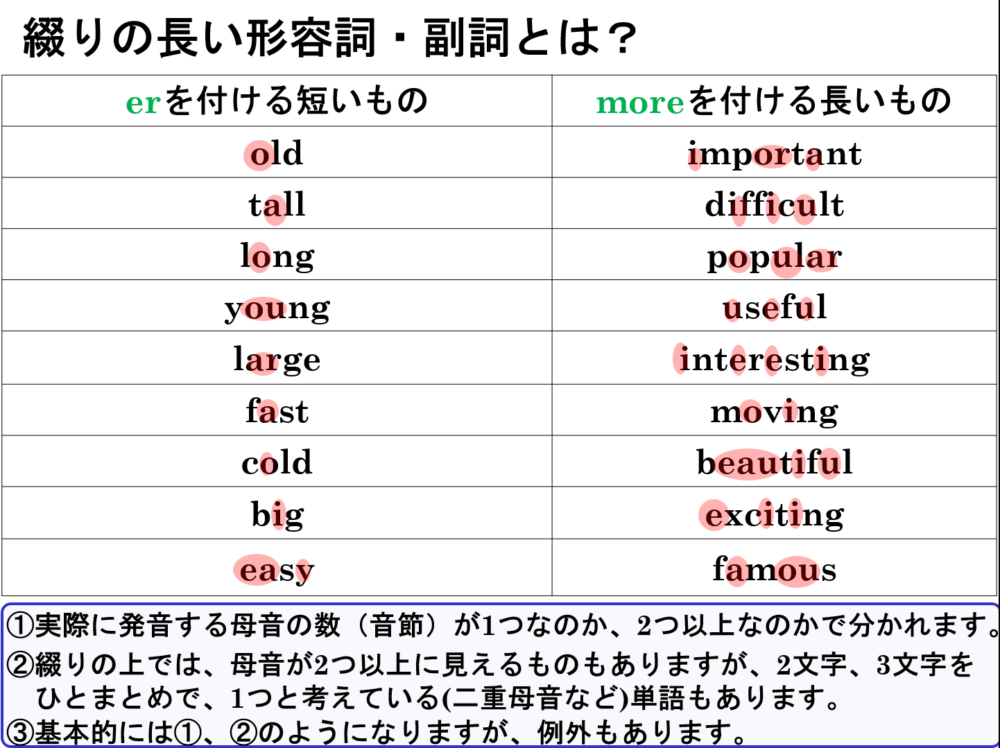 綴りの長い形容詞・副詞とは？
erを付ける短いもの
moreを付ける長いもの
old
important
tall
difficult
long
popular
young
useful
large
interesting
fast
moving
cold
beautiful
big
exciting
easy
famous
①実際に発音する母音の数（音節）が1つなのか、2つ以上なのかで分かれます。
②綴りの上では、母音が2つ以上に見えるものもありますが、2文字、3文字を
ひとまとめで、1つと考えている(二重母音など)単語もあります。
③基本的には①、②のようになりますが、例外もあります。